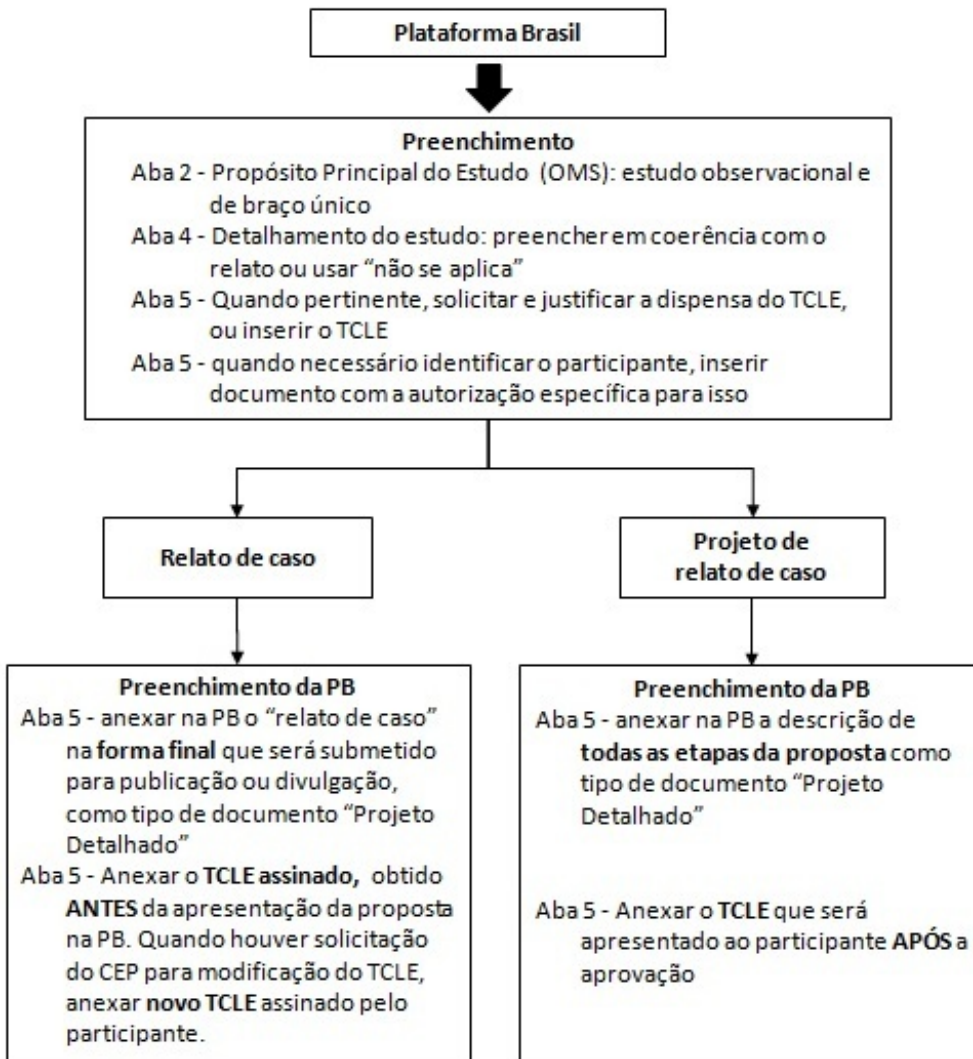 Plataforma Brasil
Preenchimento
Aba 2 - Propósito Principal do Estudo (OMS): estudo observacional e
de braço único
Aba 4 - Detalhamento do estudo: preencher em coerência com o
relato ou usar “não se aplica”
Aba 5 - Quando pertinente, solicitar e justificar a dispensa do TCLE,
ou inserir o TCLE
Aba 5 - quando necessário identificar o participante, inserir
documento com a autorização específica para isso
Relato de caso
Projeto de
relato de caso
Preenchimento da PB
Aba 5 - anexar na PB o “relato de caso”
na forma final que será submetido
para publicação ou divulgação,
como tipo de documento “Projeto
Detalhado”
Aba 5 - Anexar o TCLE assinado, obtido
ANTES da apresentação da proposta
na PB. Quando houver solicitação
do CEP para modificação do TCLE,
anexar novo TCLE assinado pelo
participante.
Preenchimento da PB
Aba 5 - anexar na PB a descrição de
todas as etapas da proposta como
tipo de documento “Projeto
Detalhado”
Aba 5 - Anexar o TCLE que será
apresentado ao participante APÓS a
aprovação